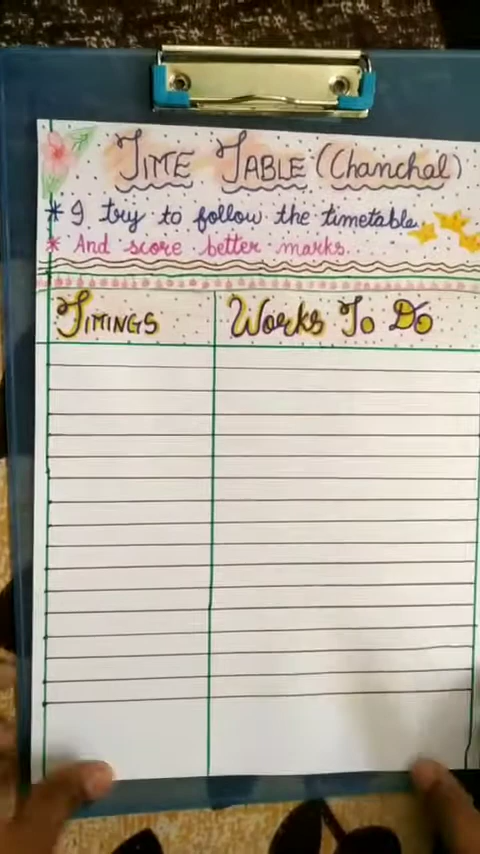 TIME TABLE (Chanchal)
* I try to follow the timetable.
* And score better marks.
TIMINGS Works To Do